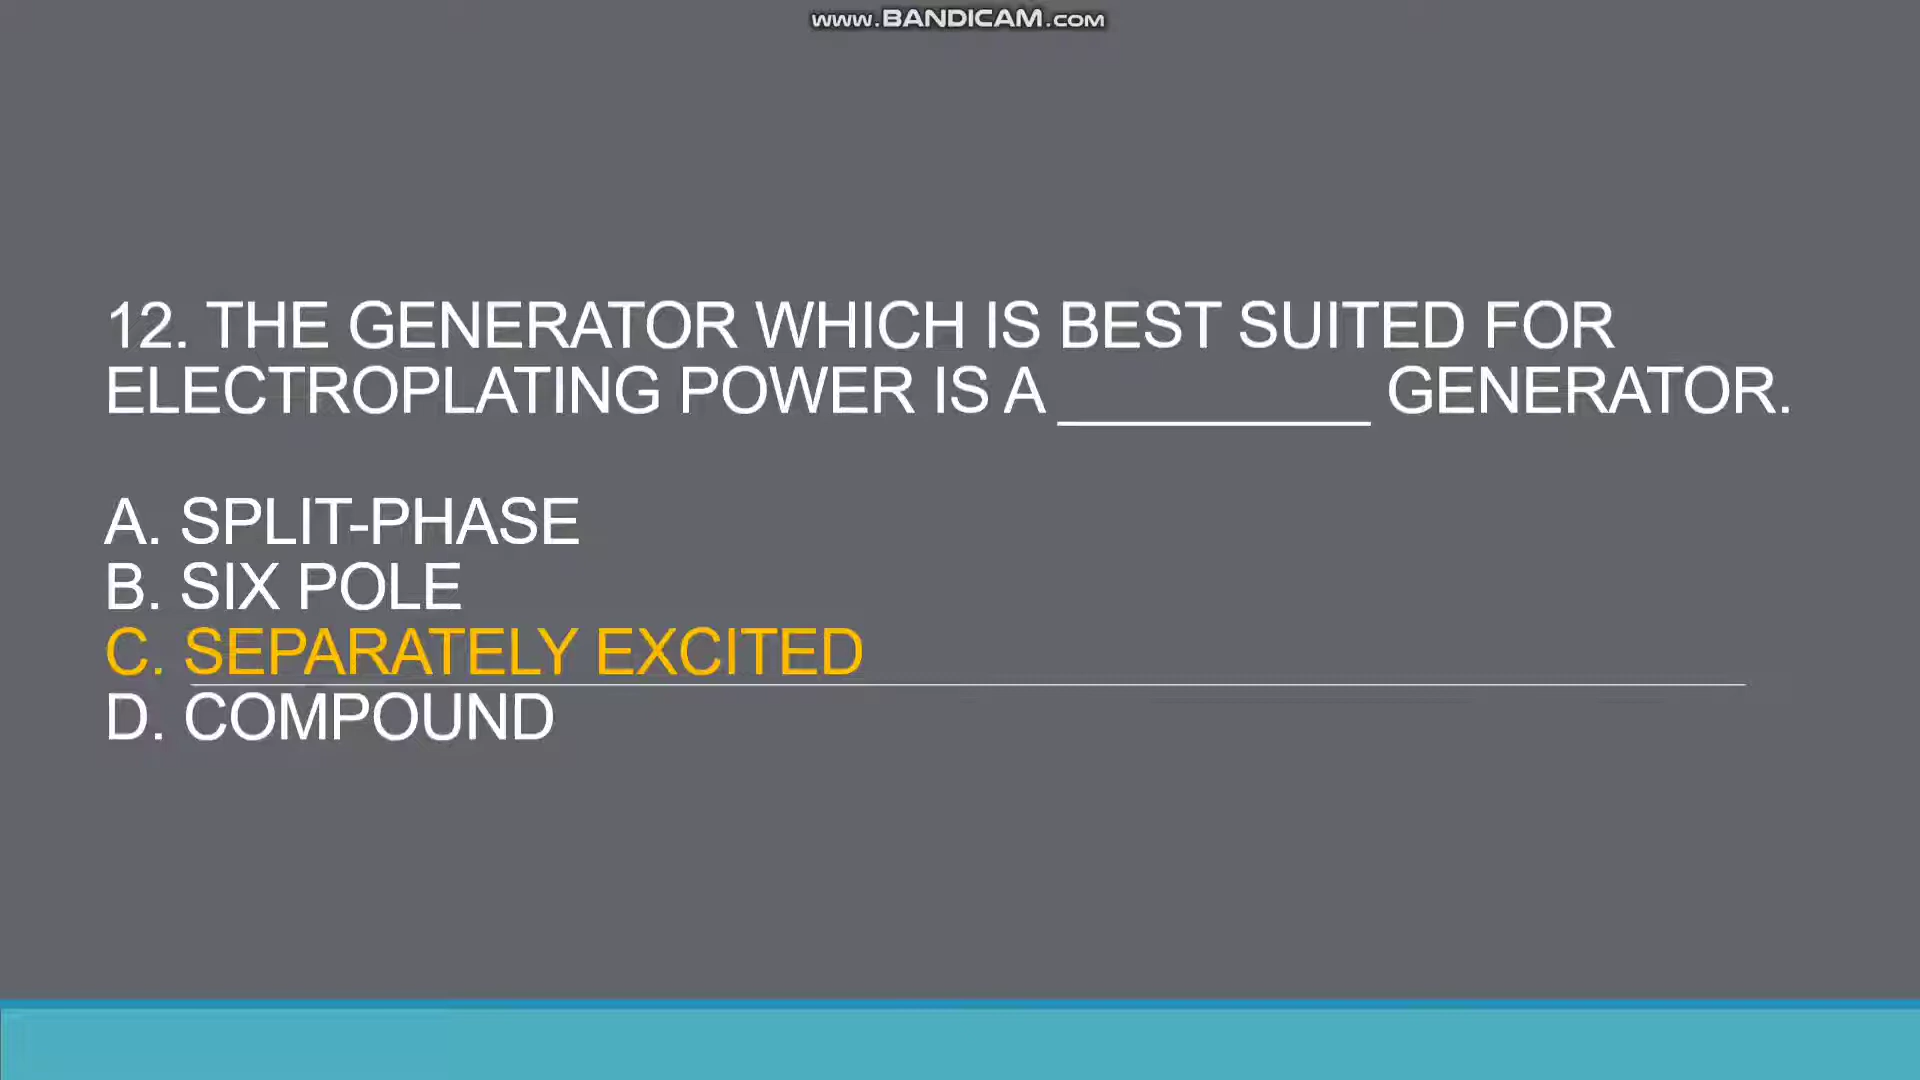 www.BANDICAM.COM
12. THE GENERATOR WHICH IS BEST SUITED FOR
ELECTROPLATING POWER IS A __________ GENERATOR.
A. SPLIT-PHASE
B. SIX POLE
C. SEPARATELY EXCITED
D. COMPOUND